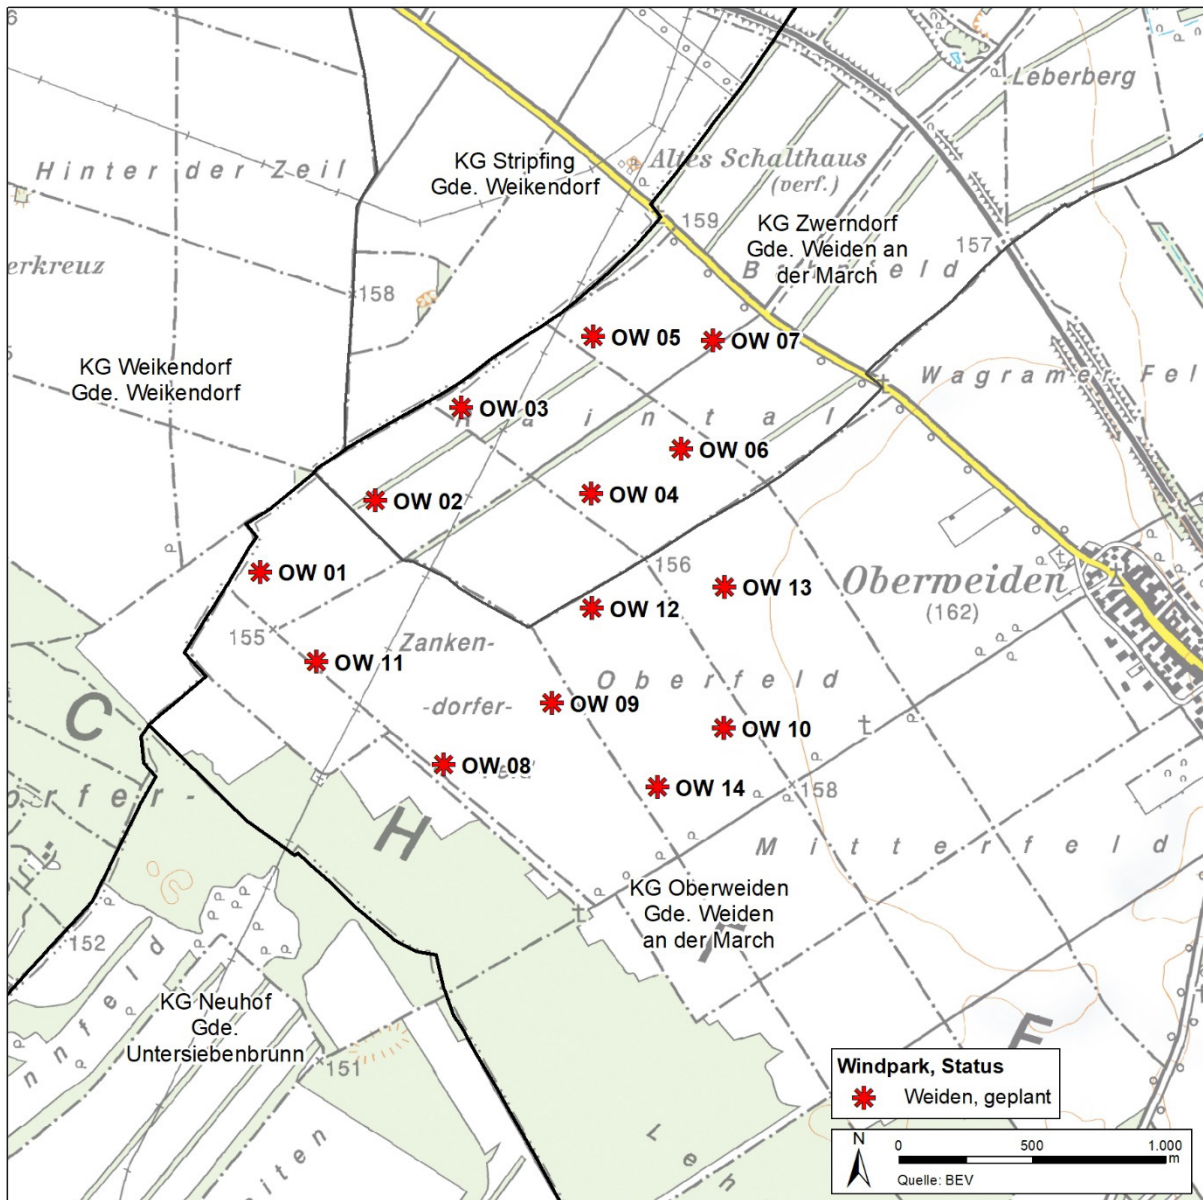 Leberberg
KG Stripfing
Gde. Weikendorf
Altes Schalthaus
(verf.)
Hinter der Zeil
159
KG Zwerndorf
Gde. Weiden an
der March
157
erkreuz
158
OW 05
OW 07
KG Weikendorf
Gde. Weikendorf
Wagramer Fel
OW 03
OW 06
OW 02
OW 04
156
OW 01
OW 13
Oberweiden
(162)
OW 12
155
Zanken-
OW 11
Oberfeld
-dorfer-
OW 09
C
OW 10
OW 08
OW 14
158
orfer-
H
Mitterfeld
KG Oberweiden
Gde. Weiden
an der March
152
nfeld
KG Neuhof
Gde.
Untersiebenbrunn
151
F
Windpark, Status
Weiden, geplant
eiten
Leh
N
0 500 1.000
m
Quelle: BEV